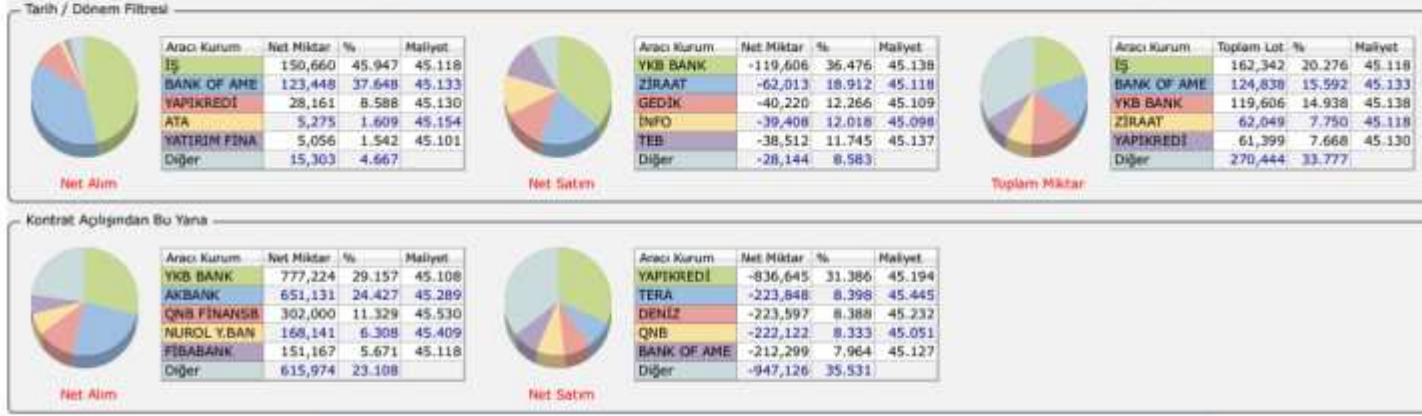 Tarih / Dönem Filtresi
Aracı Kurum Net Miktar % Maliyet
İŞ 150,660 45.947 45.118
BANK OF AME 123,448 37.648 45.133
YAPIKREDİ 28,161 8.588 45.130
ATA 5,275 1.609 45.154
YATIRIM FİNA 5,056 1.542 45.101
Diğer 15,303 4.667
Net Alım
Aracı Kurum Net Miktar % Maliyet
YKB BANK -119,606 36.476 45.138
ZİRAAT -62,013 18.912 45.118
GEDİK -40,220 12.266 45.109
İNFO -39,408 12.018 45.098
TEB -38,512 11.745 45.137
Diğer -28,144 8.583
Net Satım
Aracı Kurum Toplam Lot % Maliyet
İŞ 162,342 20.276 45.118
BANK OF AME 124,838 15.592 45.133
YKB BANK 119,606 14.938 45.138
ZİRAAT 62,049 7.750 45.118
YAPIKREDİ 61,399 7.668 45.130
Diğer 270,444 33.777
Toplam Miktar
Kontrat Açılışından Bu Yana
Aracı Kurum Net Miktar % Maliyet
YKB BANK 777,224 29.157 45.108
AKBANK 651,131 24.427 45.289
QNB FİNANSB 302,000 11.329 45.530
NUROL Y.BAN 168,141 6.308 45.409
FİBABANK 151,167 5.671 45.118
Diğer 615,974 23.108
Net Alım
Aracı Kurum Net Miktar % Maliyet
YAPIKREDİ -836,645 31.386 45.194
TERA -223,848 8.398 45.445
DENİZ -223,597 8.388 45.232
QNB -222,122 8.333 45.051
BANK OF AME -212,299 7.964 45.127
Diğer -947,126 35.531
Net Satım